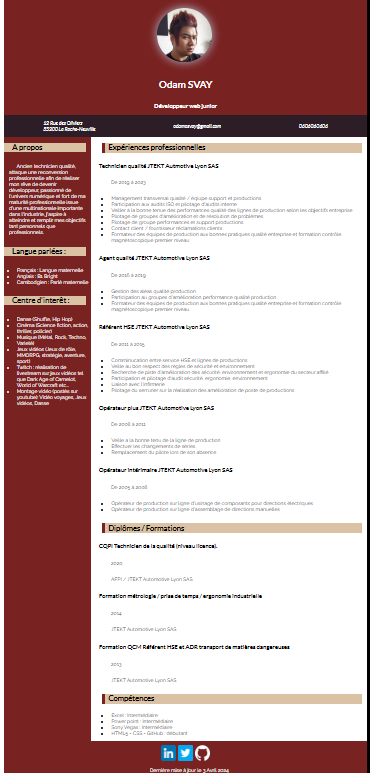 Odam SVAY
Développeur web junior
odamsvay@gmail.com
0606060606
A propos
Ancien technicien qualité,
attaque une reconversion
professionnelle afin de réaliser
mon rêve de devenir
développeur, passionné de
l'univers numérique et fort de ma
maturité professionnelle issue
d'une multinationale importante
dans l'industrie, j'aspire à
atteindre et remplir mes objectifs
tant personnels que
professionnels.
Langue parlées :
Français : Langue maternelle
Anglais : B1 Bright
Cambodgien : Parlé maternelle
Centre d'interêt :
Danse (Shuffle, Hip Hop)
Cinéma (Science fiction, action,
thriller, policier)
Musique (Métal, Rock, Techno,
Variété)
Jeux vidéos (Jeux de rôle,
MMORPG, stratégie, aventure,
sport)
Twitch : réalisation de
livestream sur jeux vidéos tel
que Dark Age of Camelot,
World of Warcraft etc..
Montage vidéo (postés sur
youtube): Vidéo voyages, Jeux
vidéos, Danse
Expériences professionnelles
Technicien qualité JTEKT Automotive Lyon SAS
De 2019 à 2023
Management transversal qualité / équipe support et productions
Participation aux audits ISO et pilotage d'audits interne
Veille à la bonne tenue des performances qualité des lignes de production selon les objectifs entreprise
Pilotage de groupes d'amélioration et de résolution de problèmes
Pilotage de groupe performances et support productions
Contact client / fournisseur réclamations clients
Formateur des équipes de production aux bonnes pratiques qualité entreprise et formation contrôle
magnétoscopique premier niveau
Agent qualité JTEKT Automotive Lyon SAS
De 2016 à 2019
Gestion des aléas qualité production
Participation au groupes d'amélioration performance qualité production
Formateur des équipes de production aux bonnes pratiques qualité entreprise et formation contrôle
magnétoscopique premier niveau
Référent HSE JTEKT Automotive Lyon SAS
De 2011 à 2015
Communication entre service HSE et lignes de productions
Veille au bon respect des règles de sécurité et environnement
Recherche de piste d'amélioration des sécurité, environnement et ergonomie du secteur affilié
Participation et pilotage d'audit sécurité, ergonomie, environnement
Liaison avec l'infirmerie
Pilotage du serrurier sur la réalisation des amélioration de poste de productions
Opérateur plus JTEKT Automotive Lyon SAS
De 2008 à 2011
Veille à la bonne tenu de la ligne de production
Effectuer les changements de séries
Remplacement du pilote lors de son absence
Opérateur intérimaire JTEKT Automotive Lyon SAS
De 2005 à 2008
Opérateur de production sur ligne d'usinage de composants pour directions électriques
Opérateur de production sur ligne d'assemblage de directions manuelles
Diplômes / Formations
CQPI Technicien de la qualité (niveau licence).
2020
AFPI / JTEKT Automotive Lyon SAS
Formation métrologie / prise de temps / ergonomie industrielle
2014
JTEKT Automotive Lyon SAS
Formation QCM Référent HSE et ADR transport de matières dangereuses
2013
JTEKT Automotive Lyon SAS
Compétences
Excel : Intermédiaire
Power point : Intermédiaire
Sony Vegas : Intermédiaire
HTML5 - CSS - GitHub : débutant
Dernière mise à jour le 3 Avril 2024